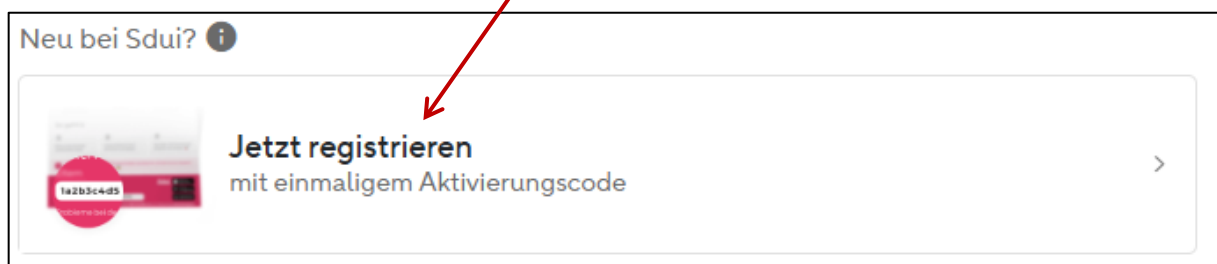 Neu bei Sdui?
Jetzt registrieren
mit einmaligem Aktivierungscode
1a2b3c4d5